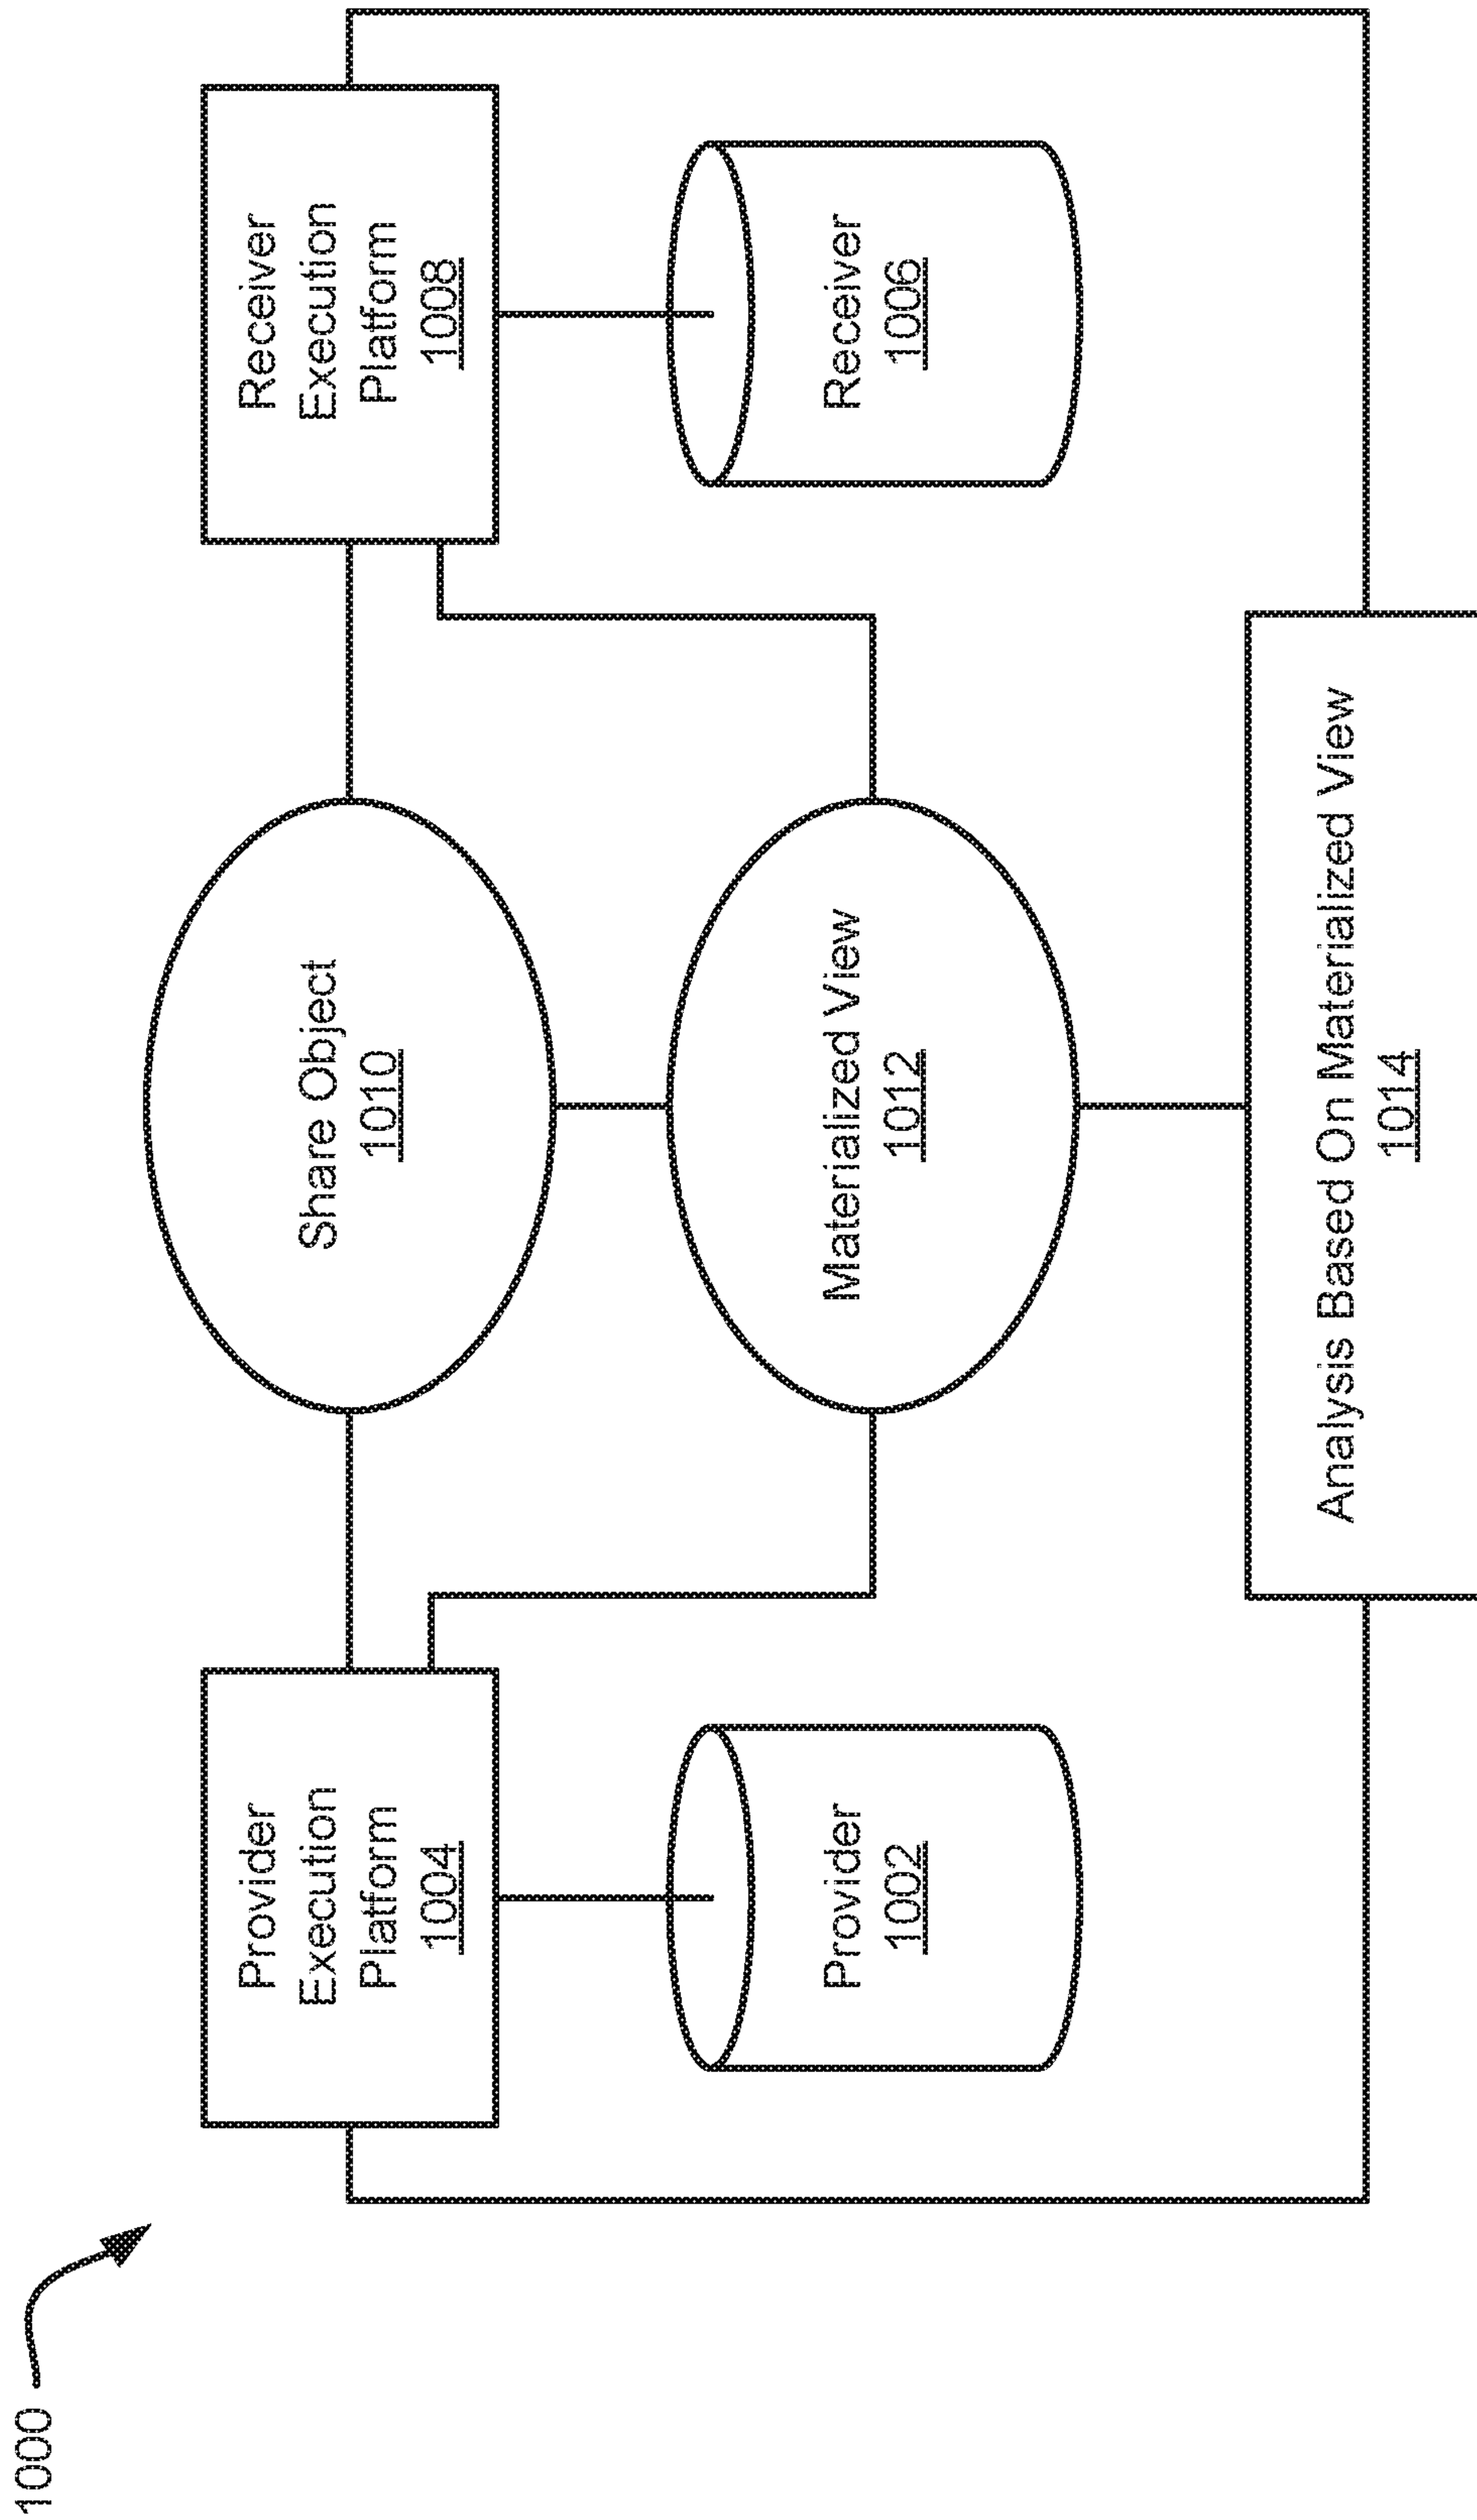 1000
Provider
Execution
Platform
1004
Share Object
1010
Receiver
Execution
Platform
1008
Provider
1002
Materialized View
1012
Receiver
1006
Analysis Based On Materialized View
1014